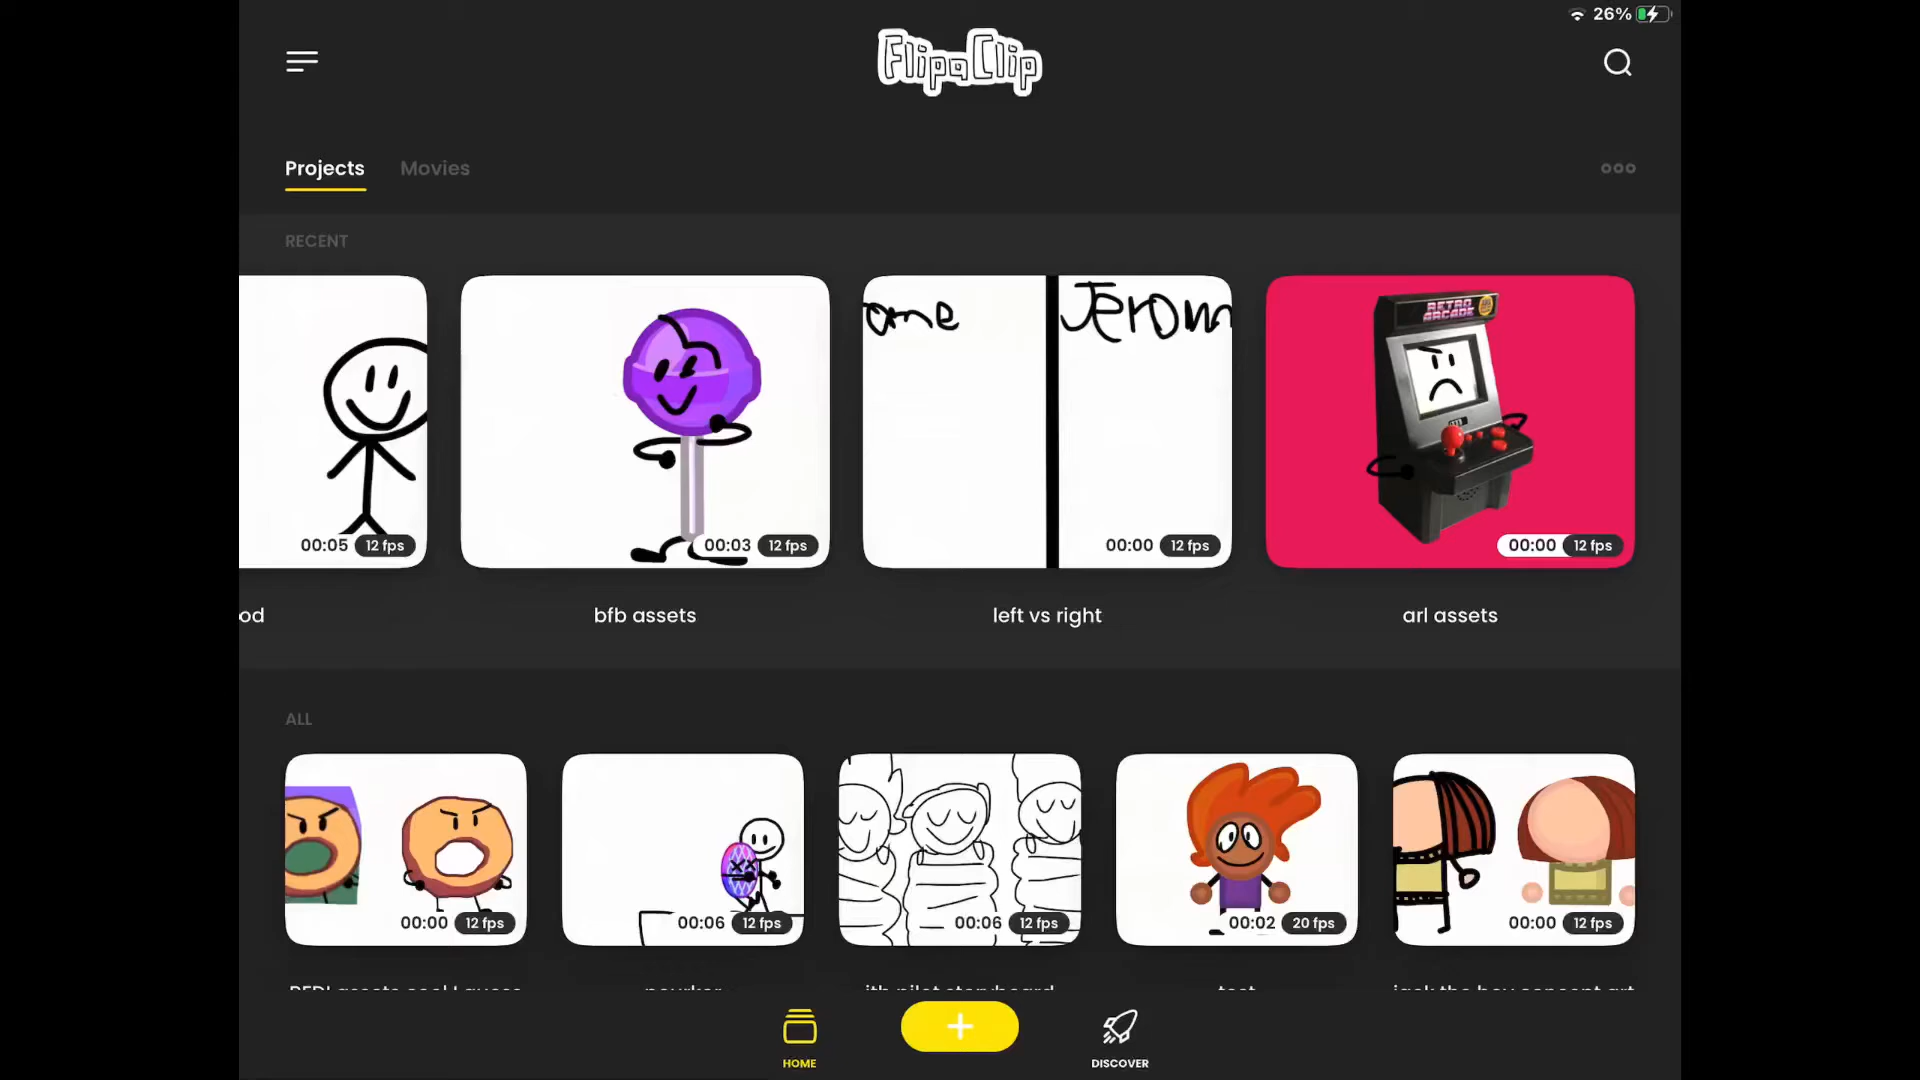 26%
FlipaClip
Projects Movies
RECENT
ome Jerom
RETRO
ARCADE
00:05 12 fps 00:03 12 fps 00:00 12 fps 00:00 12 fps
od bfb assets left vs right arl assets
ALL
00:00 12 fps 00:06 12 fps 00:06 12 fps 00:02 20 fps 00:00 12 fps
test
HOME DISCOVER